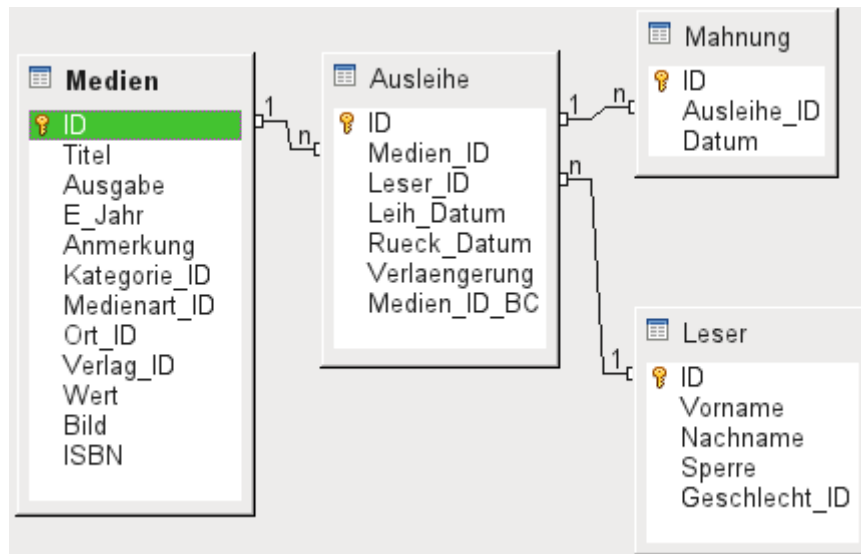 Medien
ID
Titel
Ausgabe
E_Jahr
Anmerkung
Kategorie_ID
Medienart_ID
Ort_ID
Verlag_ID
Wert
Bild
ISBN
1
n
Ausleihe
ID
Medien_ID
Leser_ID
Leih_Datum
Rueck_Datum
Verlaengerung
Medien_ID_BC
1
n
n
1
Mahnung
ID
Ausleihe_ID
Datum
Leser
ID
Vorname
Nachname
Sperre
Geschlecht_ID